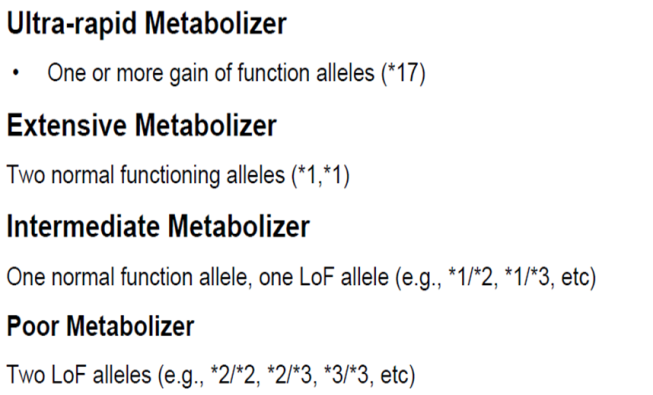 Ultra-rapid Metabolizer
• One or more gain of function alleles (*17)
Extensive Metabolizer
Two normal functioning alleles (*1,*1)
Intermediate Metabolizer
One normal function allele, one LoF allele (e.g., *1/*2, *1/*3, etc)
Poor Metabolizer
Two LoF alleles (e.g., *2/*2, *2/*3, *3/*3, etc)